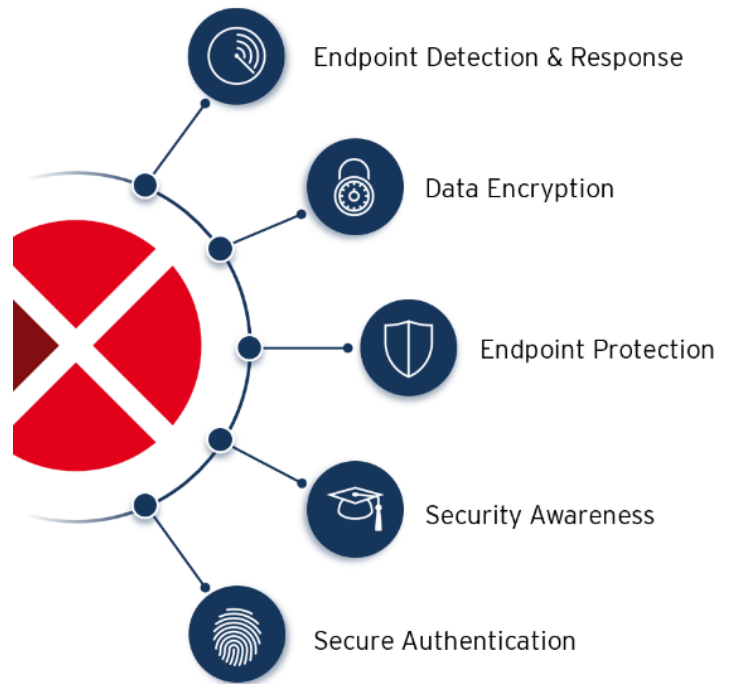 Endpoint Detection & Response
Data Encryption
Endpoint Protection
Security Awareness
Secure Authentication